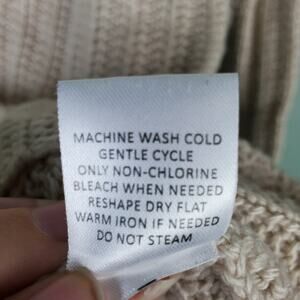 MACHINE WASH COLD
GENTLE CYCLE
ONLY NON-CHLORINE
BLEACH WHEN NEEDED
RESHAPE DRY FLAT
WARM IRON IF NEEDED
DO NOT STEAM